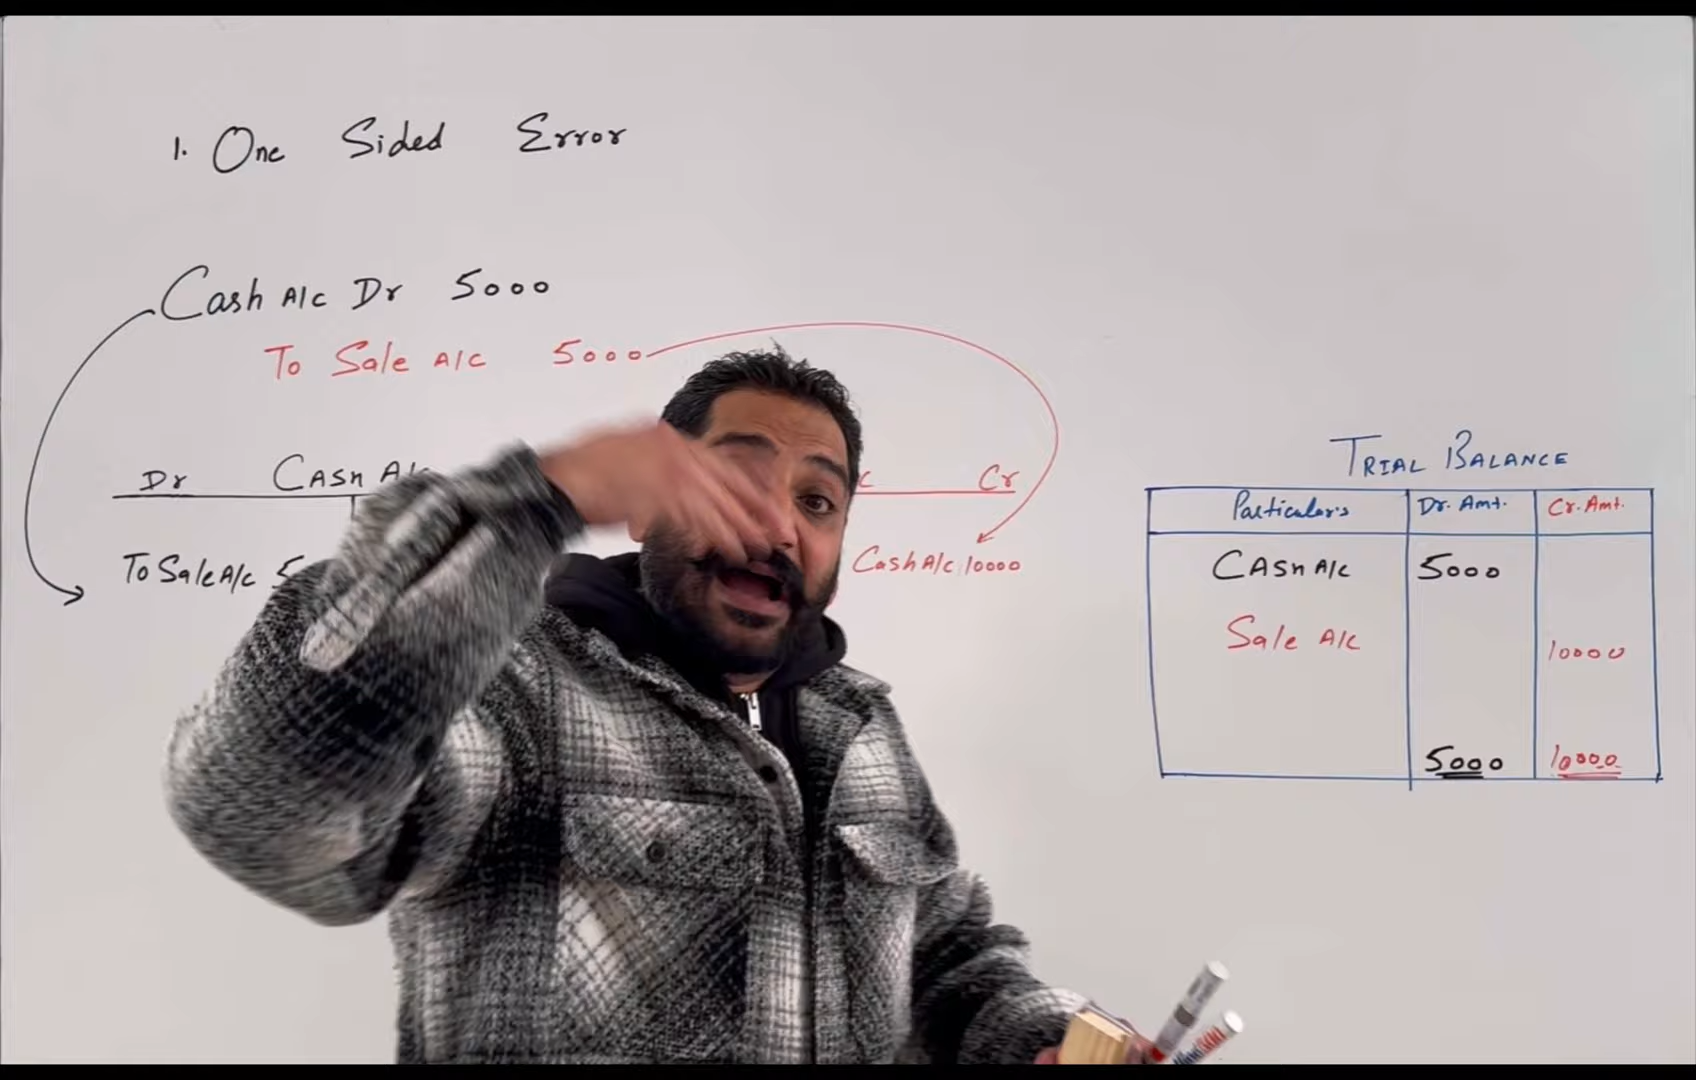 1. One Sided Error
Cash A/c Dr 5000
To Sale A/c 5000
Dr Cash A/c
Cr
To Sale A/c
Cash A/c 10000
TRIAL BALANCE
Particulars Dr. Amt. Cr. Amt.
CASH A/c 5000
Sale A/c 10000
5000 10000